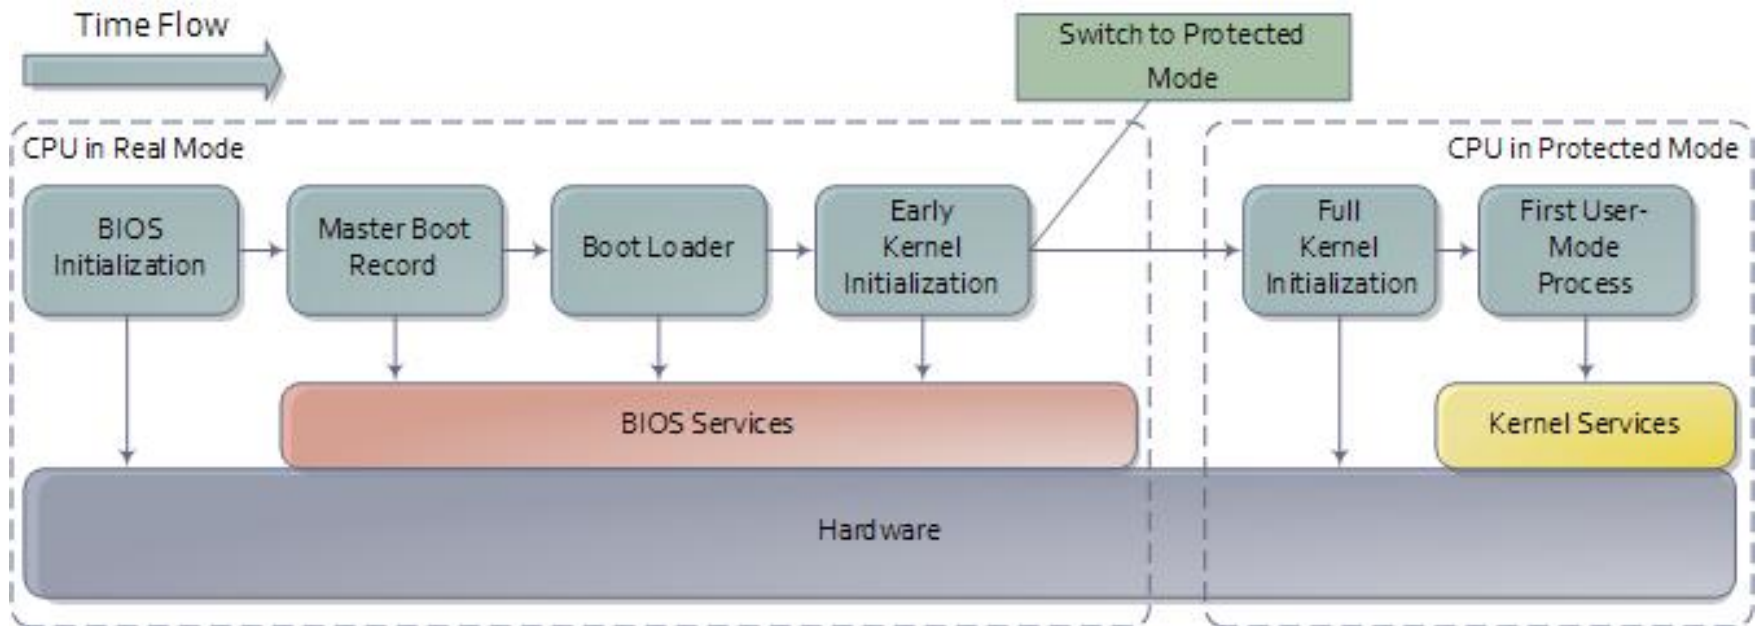 Time Flow
Switch to Protected
Mode
CPU in Real Mode
CPU in Protected Mode
BIOS
Initialization
Master Boot
Record
Boot Loader
Early
Kernel
Initialization
Full
Kernel
Initialization
First User-
Mode
Process
BIOS Services
Kernel Services
Hardware